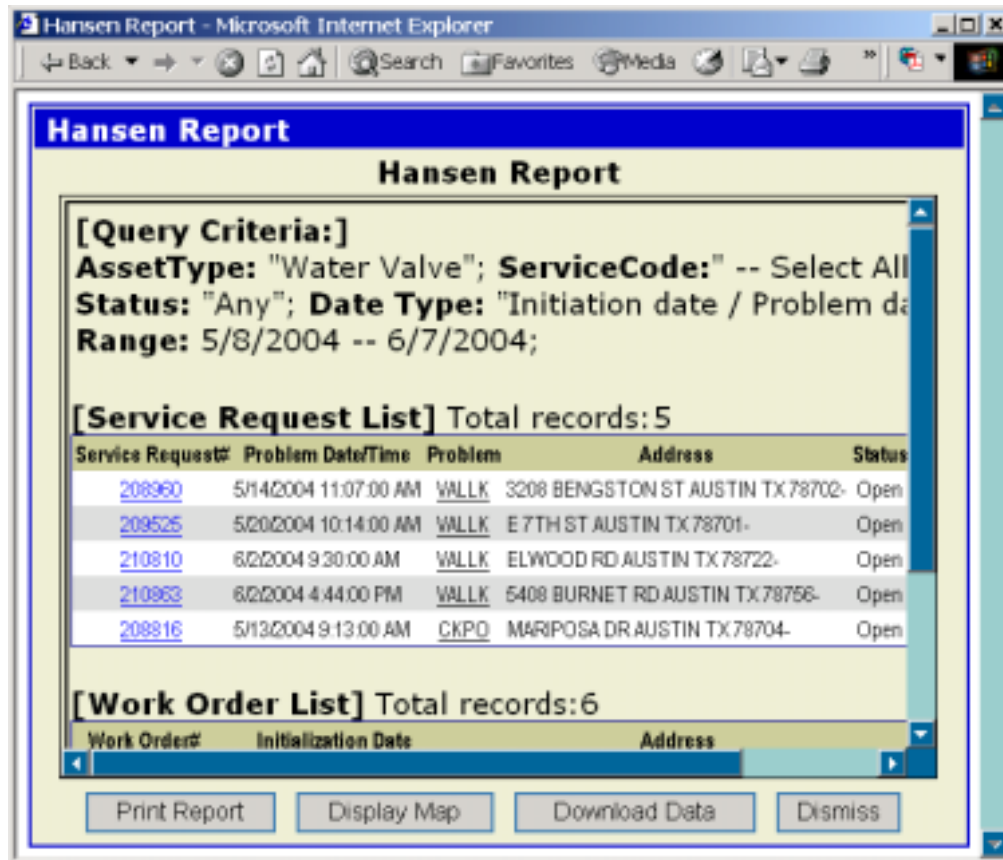 Hansen Report - Microsoft Internet Explorer
Back Search Favorites Media »
Hansen Report
Hansen Report
[Query Criteria:]
AssetType: "Water Valve"; ServiceCode:" -- Select All
Status: "Any"; Date Type: "Initiation date / Problem da
Range: 5/8/2004 -- 6/7/2004;
[Service Request List] Total records:5
Service Request# Problem Date/Time Problem Address Status
208960 5/14/2004 11:07:00 AM VALLK 3208 BENGSTON ST AUSTIN TX 78702- Open
209525 5/20/2004 10:14:00 AM VALLK E 7TH ST AUSTIN TX 78701- Open
210810 6/2/2004 9:30:00 AM VALLK ELWOOD RD AUSTIN TX 78722- Open
210863 6/2/2004 4:44:00 PM VALLK 5408 BURNET RD AUSTIN TX 78756- Open
208816 5/13/2004 9:13:00 AM CKPO MARIPOSA DR AUSTIN TX 78704- Open
[Work Order List] Total records:6
Work Order# Initialization Date Address
Print Report Display Map Download Data Dismiss